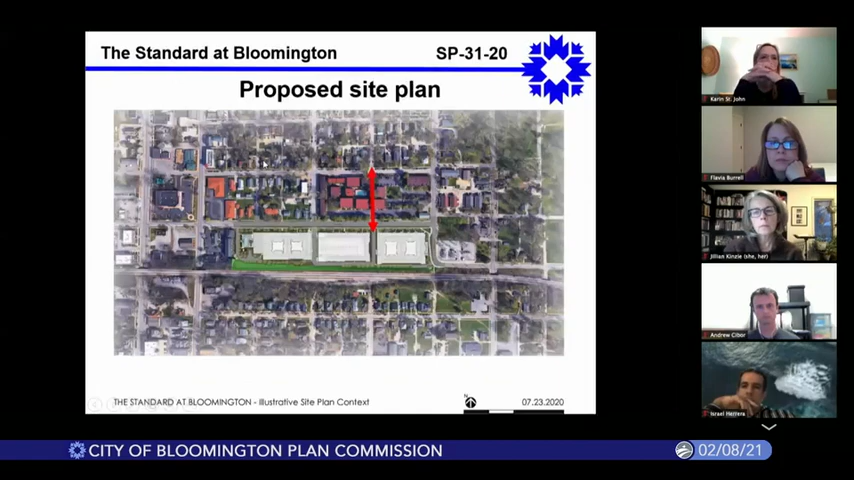 The Standard at Bloomington
SP-31-20
Proposed site plan
THE STANDARD AT BLOOMINGTON - Illustrative Site Plan Context
07.23.2020
Karin St. John
Flavia Burrell
Jillian Kinzie (she, her)
Andrew Cibor
Israel Herrera
CITY OF BLOOMINGTON PLAN COMMISSION
02/08/21